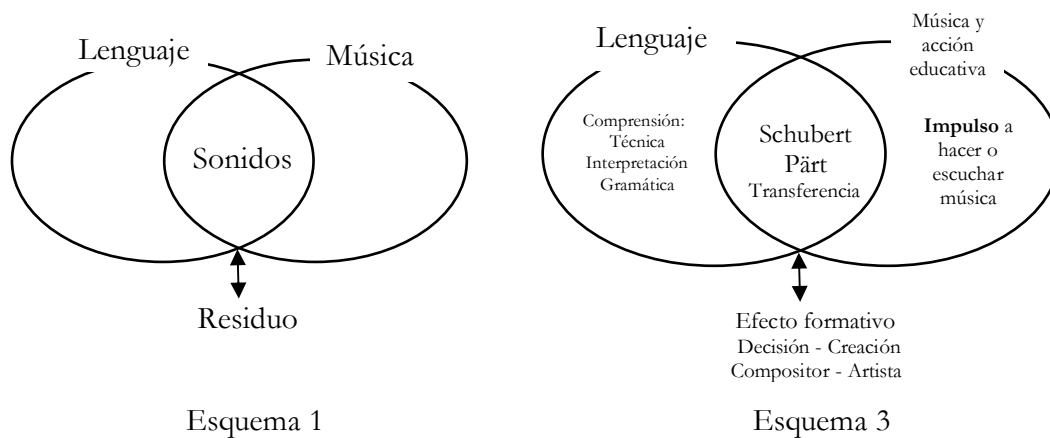 Lenguaje
Música
Sonidos
Residuo
Esquema 1
Lenguaje
Música y
acción
educativa
Comprensión:
Técnica
Interpretación
Gramática
Schubert
Pärt
Transferencia
Impulso a
hacer o
escuchar
música
Efecto formativo
Decisión - Creación
Compositor - Artista
Esquema 3